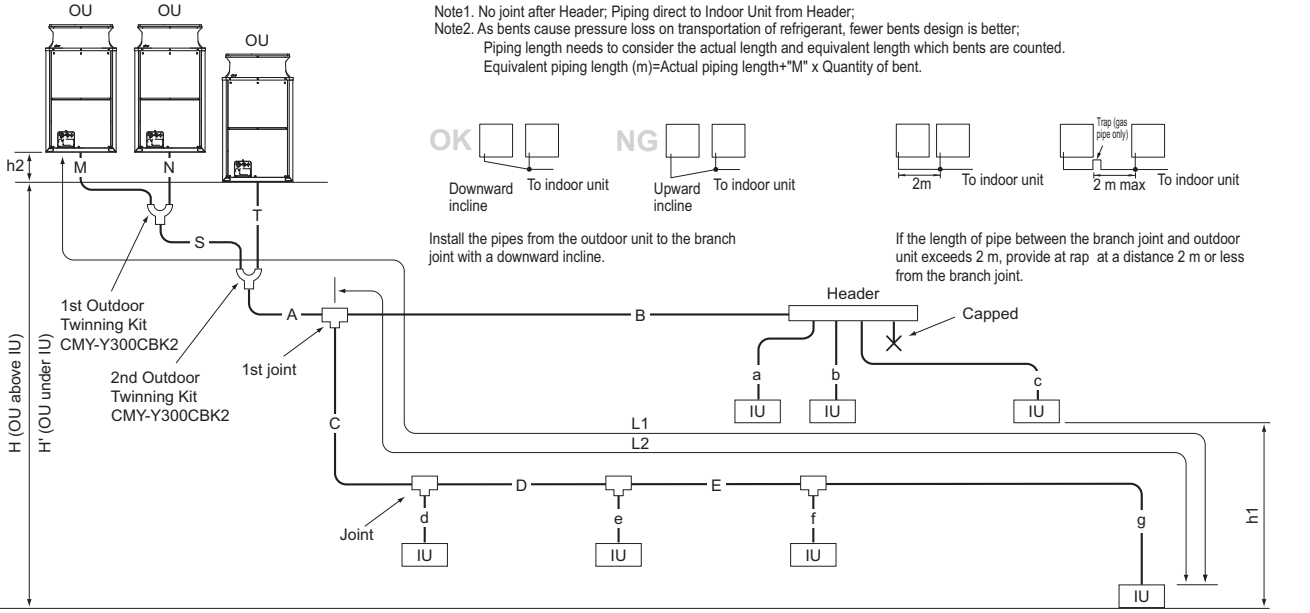 OU
OU
OU
Note1. No joint after Header; Piping direct to Indoor Unit from Header;
Note2. As bents cause pressure loss on transportation of refrigerant, fewer bents design is better;
Piping length needs to consider the actual length and equivalent length which bents are counted.
Equivalent piping length (m)=Actual piping length+"M" x Quantity of bent.
OK
NG
Trap (gas
pipe only)
Downward
incline
To indoor unit
Upward
incline
To indoor unit
2m
To indoor unit
2 m max
To indoor unit
Install the pipes from the outdoor unit to the branch
joint with a downward incline.
If the length of pipe between the branch joint and outdoor
unit exceeds 2 m, provide at rap at a distance 2 m or less
from the branch joint.
h2
M
N
T
S
1st Outdoor
Twinning Kit
CMY-Y300CBK2
2nd Outdoor
Twinning Kit
CMY-Y300CBK2
A
1st joint
B
Header
Capped
a
b
c
IU
IU
IU
H (OU above IU)
H' (OU under IU)
C
L1
L2
D
E
Joint
d
e
f
g
h1
IU
IU
IU
IU